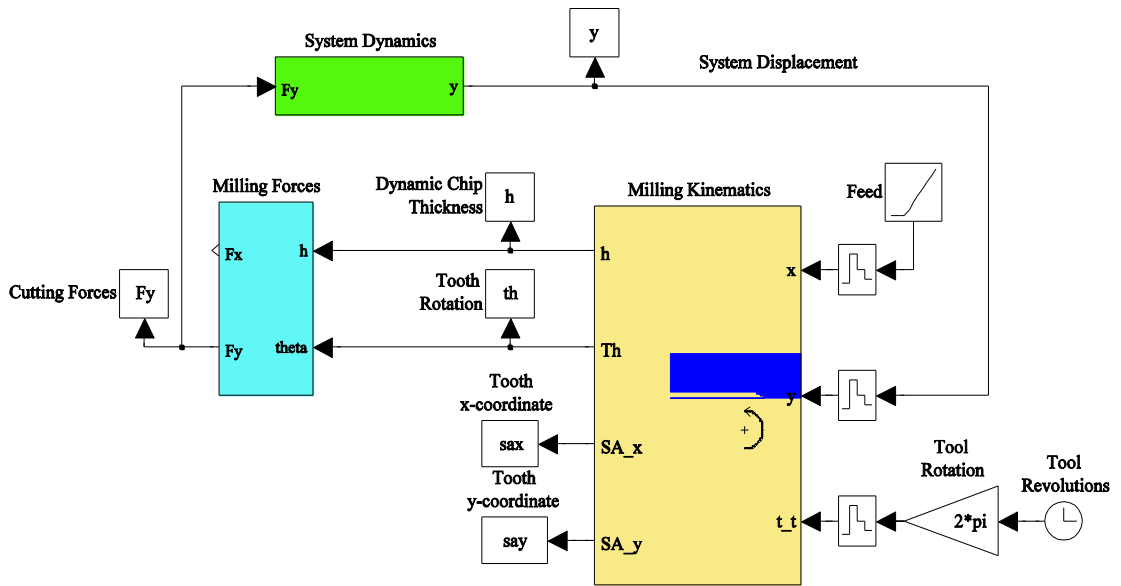 System Dynamics
y
System Displacement
Fy
y
Milling Forces
Dynamic Chip
Thickness
h
Milling Kinematics
Feed
Fx
h
h
x
Cutting Forces
Fy
Tooth
Rotation
th
Fy
theta
Th
y
+
Tooth
x-coordinate
sax
SA_x
Tooth
y-coordinate
say
SA_y
t_t
Tool
Rotation
2*pi
Tool
Revolutions